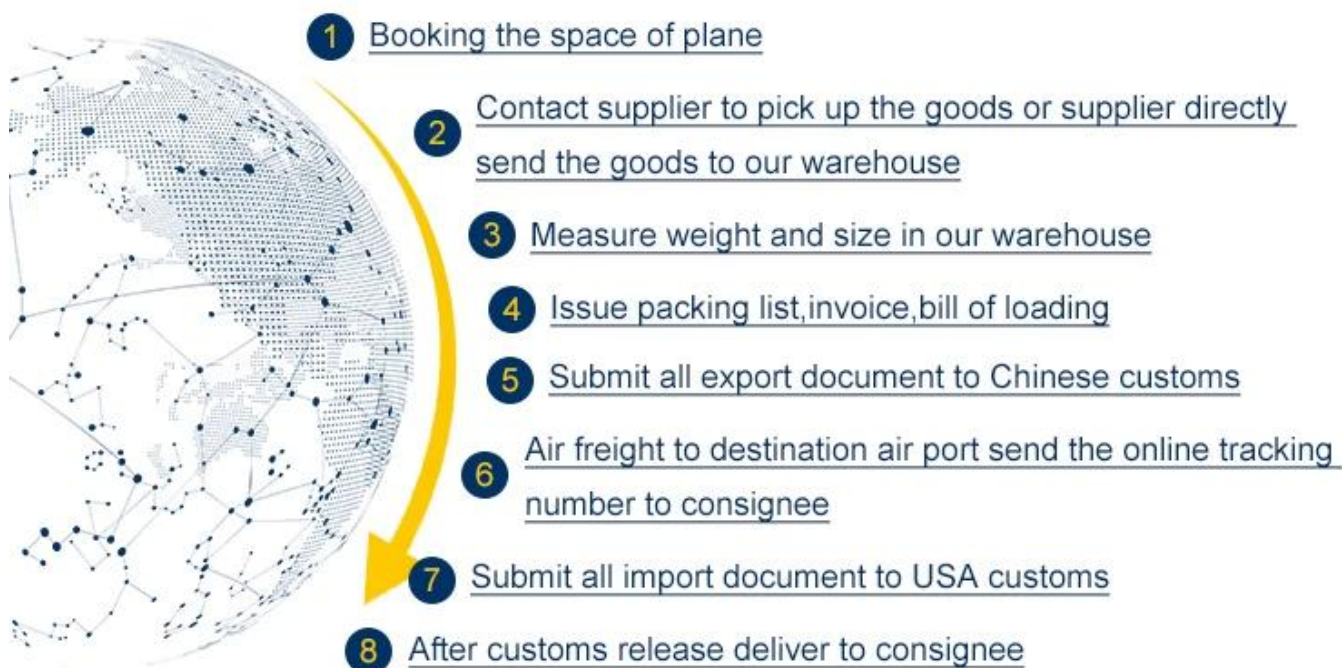 1 Booking the space of plane
2 Contact supplier to pick up the goods or supplier directly
send the goods to our warehouse
3 Measure weight and size in our warehouse
4 Issue packing list,invoice,bill of loading
5 Submit all export document to Chinese customs
6 Air freight to destination air port send the online tracking
number to consignee
7 Submit all import document to USA customs
8 After customs release deliver to consignee